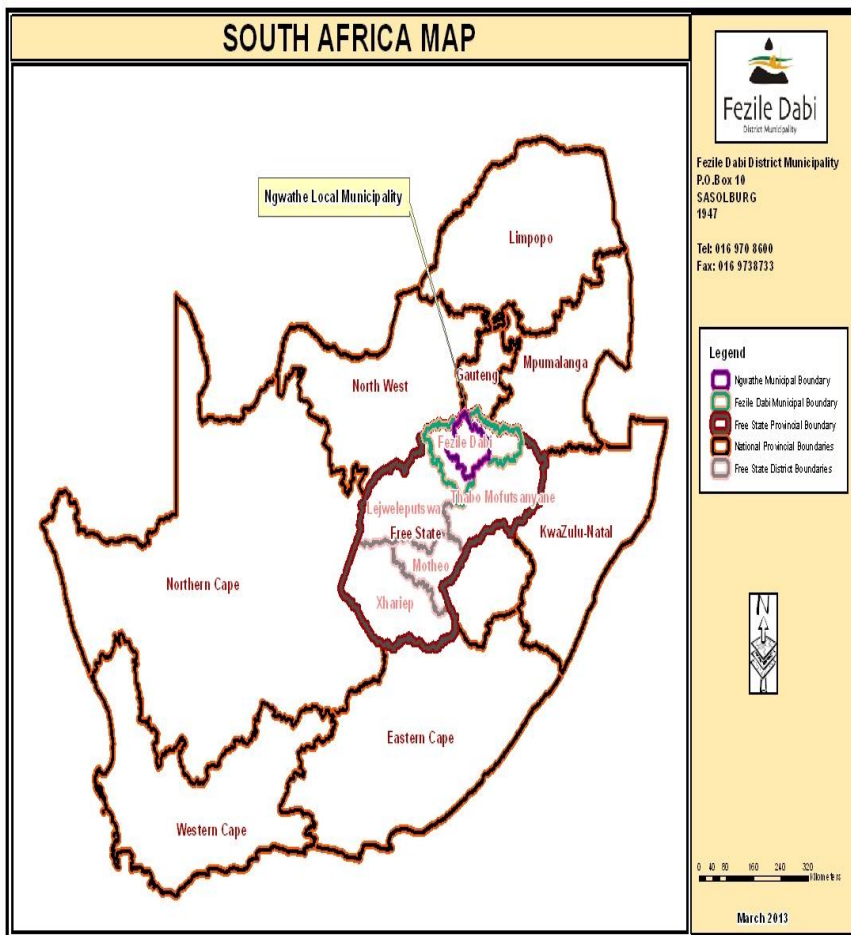 SOUTH AFRICA MAP
Fezile Dabi
District Municipality
Fezile Dabi District Municipality
P.O.Box 10
SASOLBURG
1947
Tel: 016 970 8600
Fax: 016 9738733
Ngwathe Local Municipality
Limpopo
Mpumalanga
Gauteng
North West
Fezile Dabi
Thabo Mofutsanyane
Lejweleputswa
Free State
KwaZulu-Natal
Motheo
Northern Cape
Xhariep
Eastern Cape
Western Cape
Legend
Ngwathe Municipal Boundary
Fezile Dabi Municipal Boundary
Free State Provincial Boundary
National Provincial Boundaries
Free State District Boundaries
N
0 40 80 160 240 320
Kilometers
March 2013